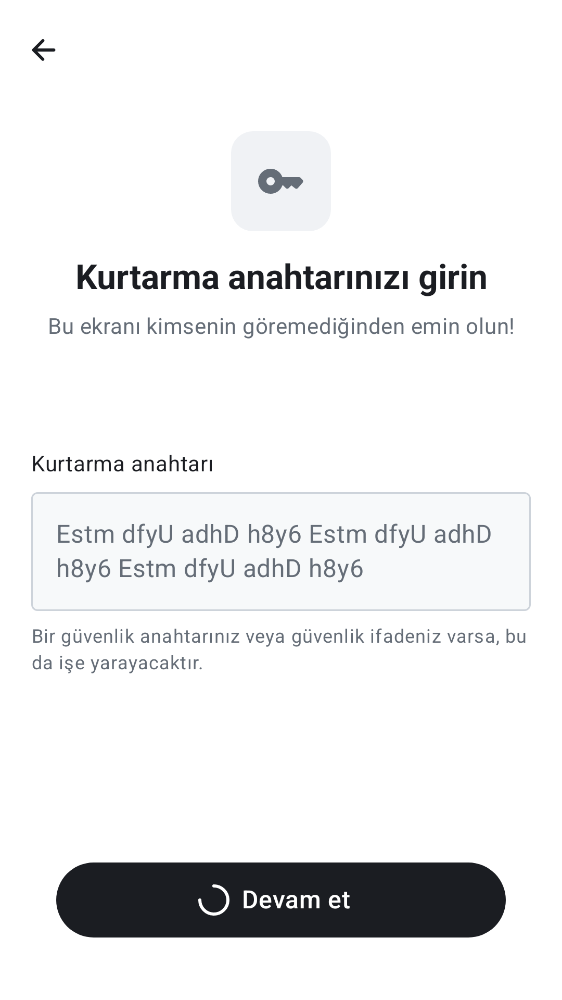 Kurtarma anahtarınızı girin
Bu ekranı kimsenin göremediğinden emin olun!
Kurtarma anahtarı
Estm dfyU adhD h8y6 Estm dfyU adhD
h8y6 Estm dfyU adhD h8y6
Bir güvenlik anahtarınız veya güvenlik ifadeniz varsa, bu
da işe yarayacaktır.
Devam et